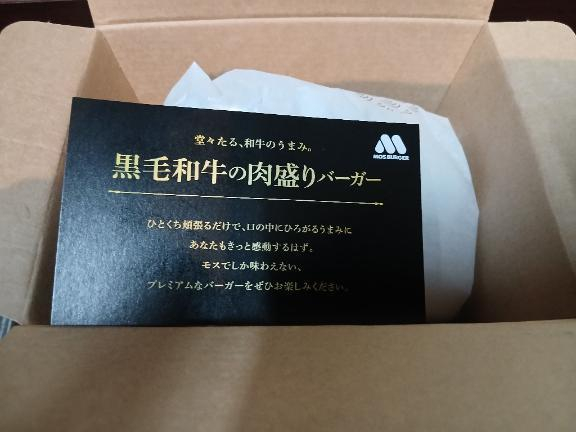 堂々たる、和牛のうまみ。
MOS BURGER
黒毛和牛の肉盛りバーガー
ひとくち頬張るだけで、口の中にひろがるうまみに
あなたもきっと感動するはず。
モスでしか味わえない、
プレミアムなバーガーをぜひお楽しみください。